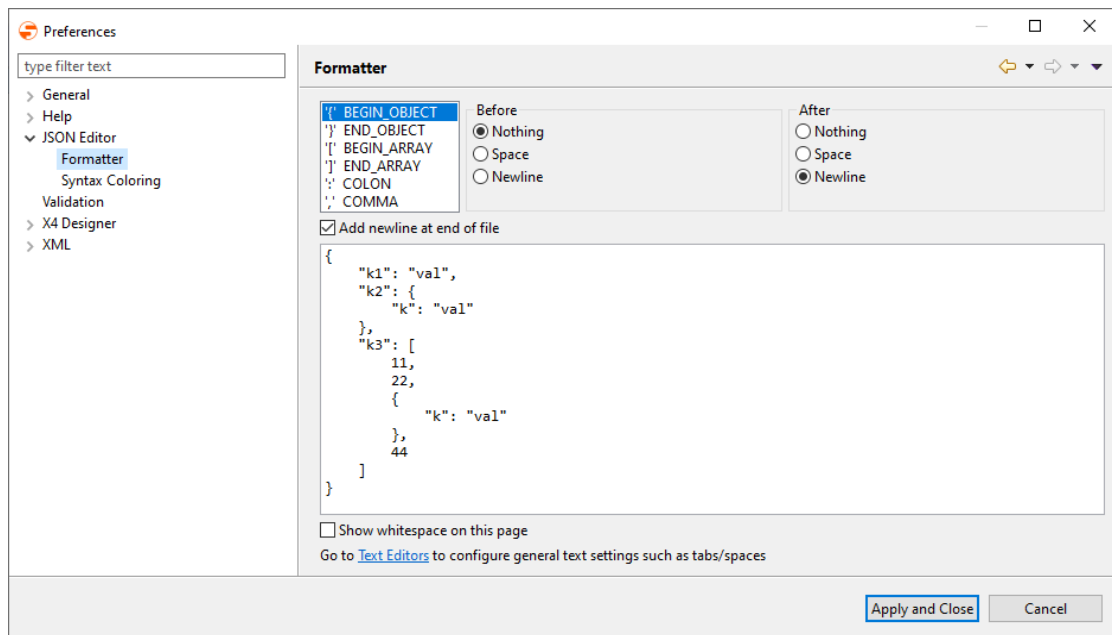 Preferences
type filter text
General
Help
JSON Editor
Formatter
Syntax Coloring
Validation
X4 Designer
XML
Formatter
'{' BEGIN_OBJECT
'}' END_OBJECT
'[' BEGIN_ARRAY
']' END_ARRAY
':' COLON
',' COMMA
Before
Nothing
Space
Newline
After
Nothing
Space
Newline
Add newline at end of file
{
    "k1": "val",
    "k2": {
        "k": "val"
    },
    "k3": [
        11,
        22,
        {
            "k": "val"
        },
        44
    ]
}
Show whitespace on this page
Go to Text Editors to configure general text settings such as tabs/spaces
Apply and Close
Cancel